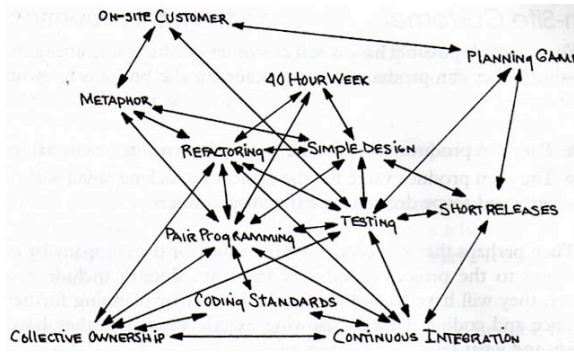 On-Site Customer
Planning Game
40 Hour Week
Metaphor
Refactoring
Simple Design
Testing
Short Releases
Pair Programming
Coding Standards
Collective Ownership
Continuous Integration